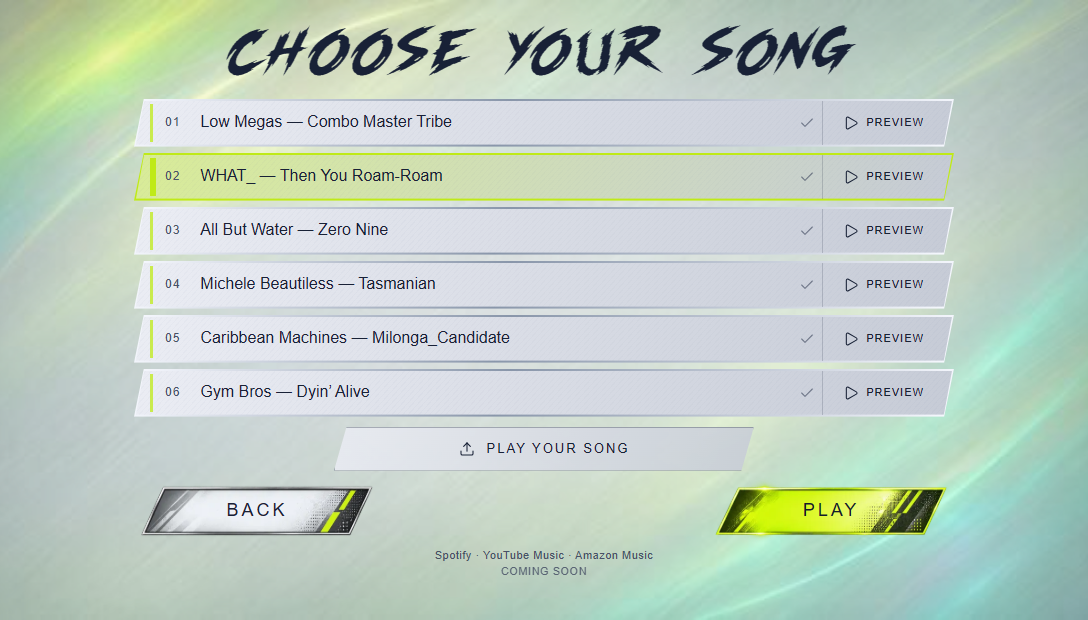 CHOOSE YOUR SONG
01 Low Megas — Combo Master Tribe PREVIEW
02 WHAT_ — Then You Roam-Roam PREVIEW
03 All But Water — Zero Nine PREVIEW
04 Michele Beautiless — Tasmanian PREVIEW
05 Caribbean Machines — Milonga_Candidate PREVIEW
06 Gym Bros — Dyin’ Alive PREVIEW
PLAY YOUR SONG
BACK PLAY
Spotify · YouTube Music · Amazon Music
COMING SOON